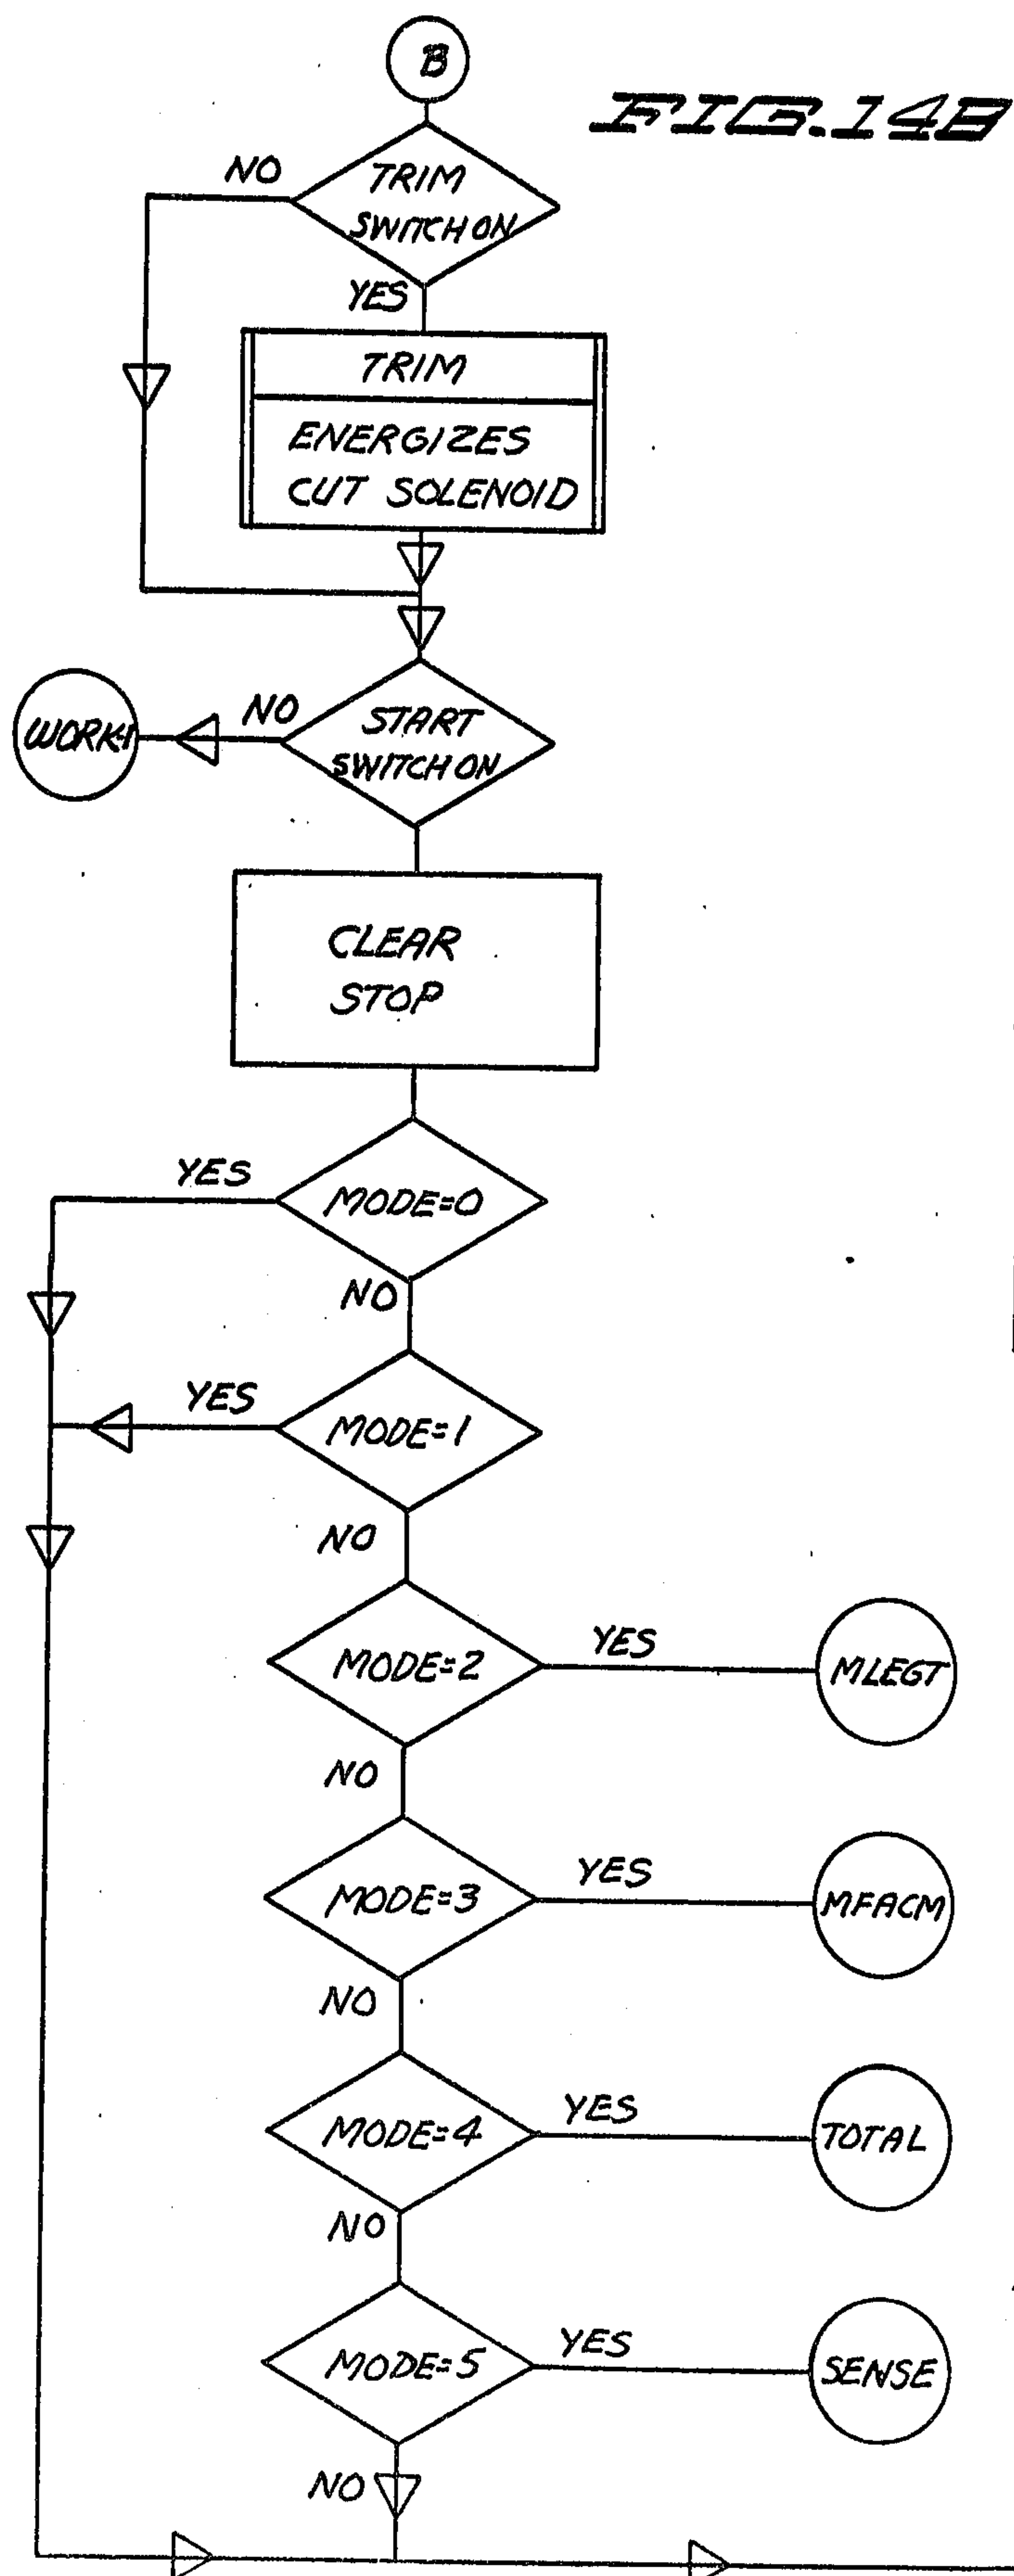 B
FIG. 14B
NO
TRIM
SWITCH ON
YES
TRIM
ENERGIZES
CUT SOLENOID
WORK-1
NO
START
SWITCH ON
CLEAR
STOP
YES
MODE=0
NO
YES
MODE=1
NO
MODE=2
YES
MLEGT
NO
MODE=3
YES
MFACM
NO
MODE=4
YES
TOTAL
NO
MODE=5
YES
SENSE
NO